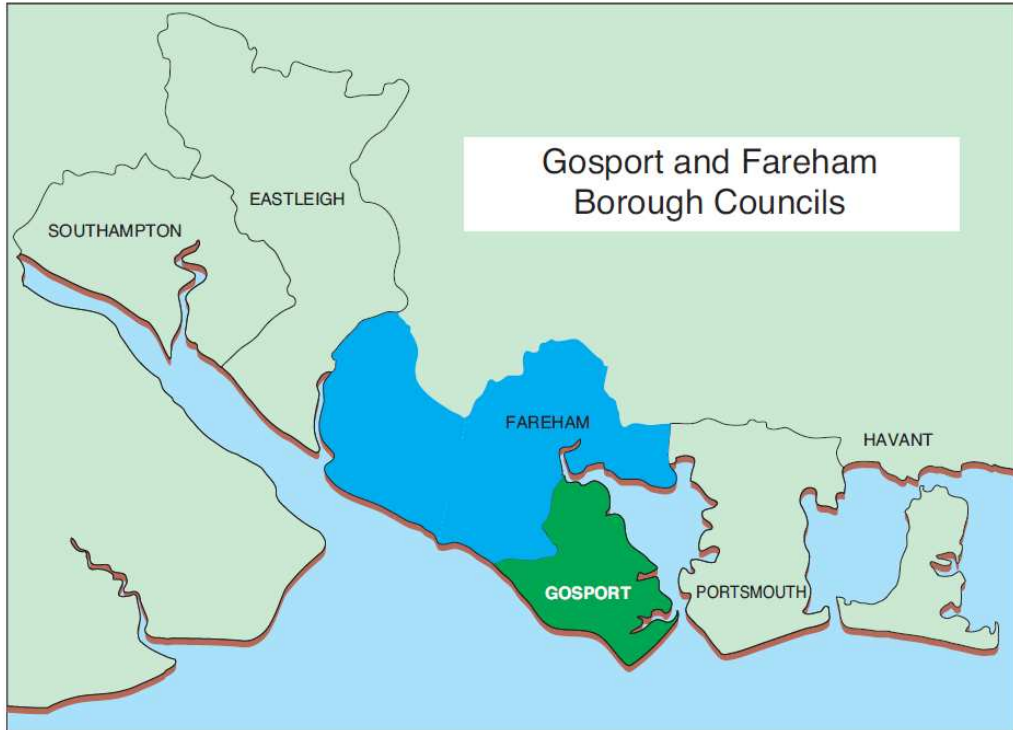 Gosport and Fareham
Borough Councils
EASTLEIGH
SOUTHAMPTON
FAREHAM
HAVANT
GOSPORT
PORTSMOUTH